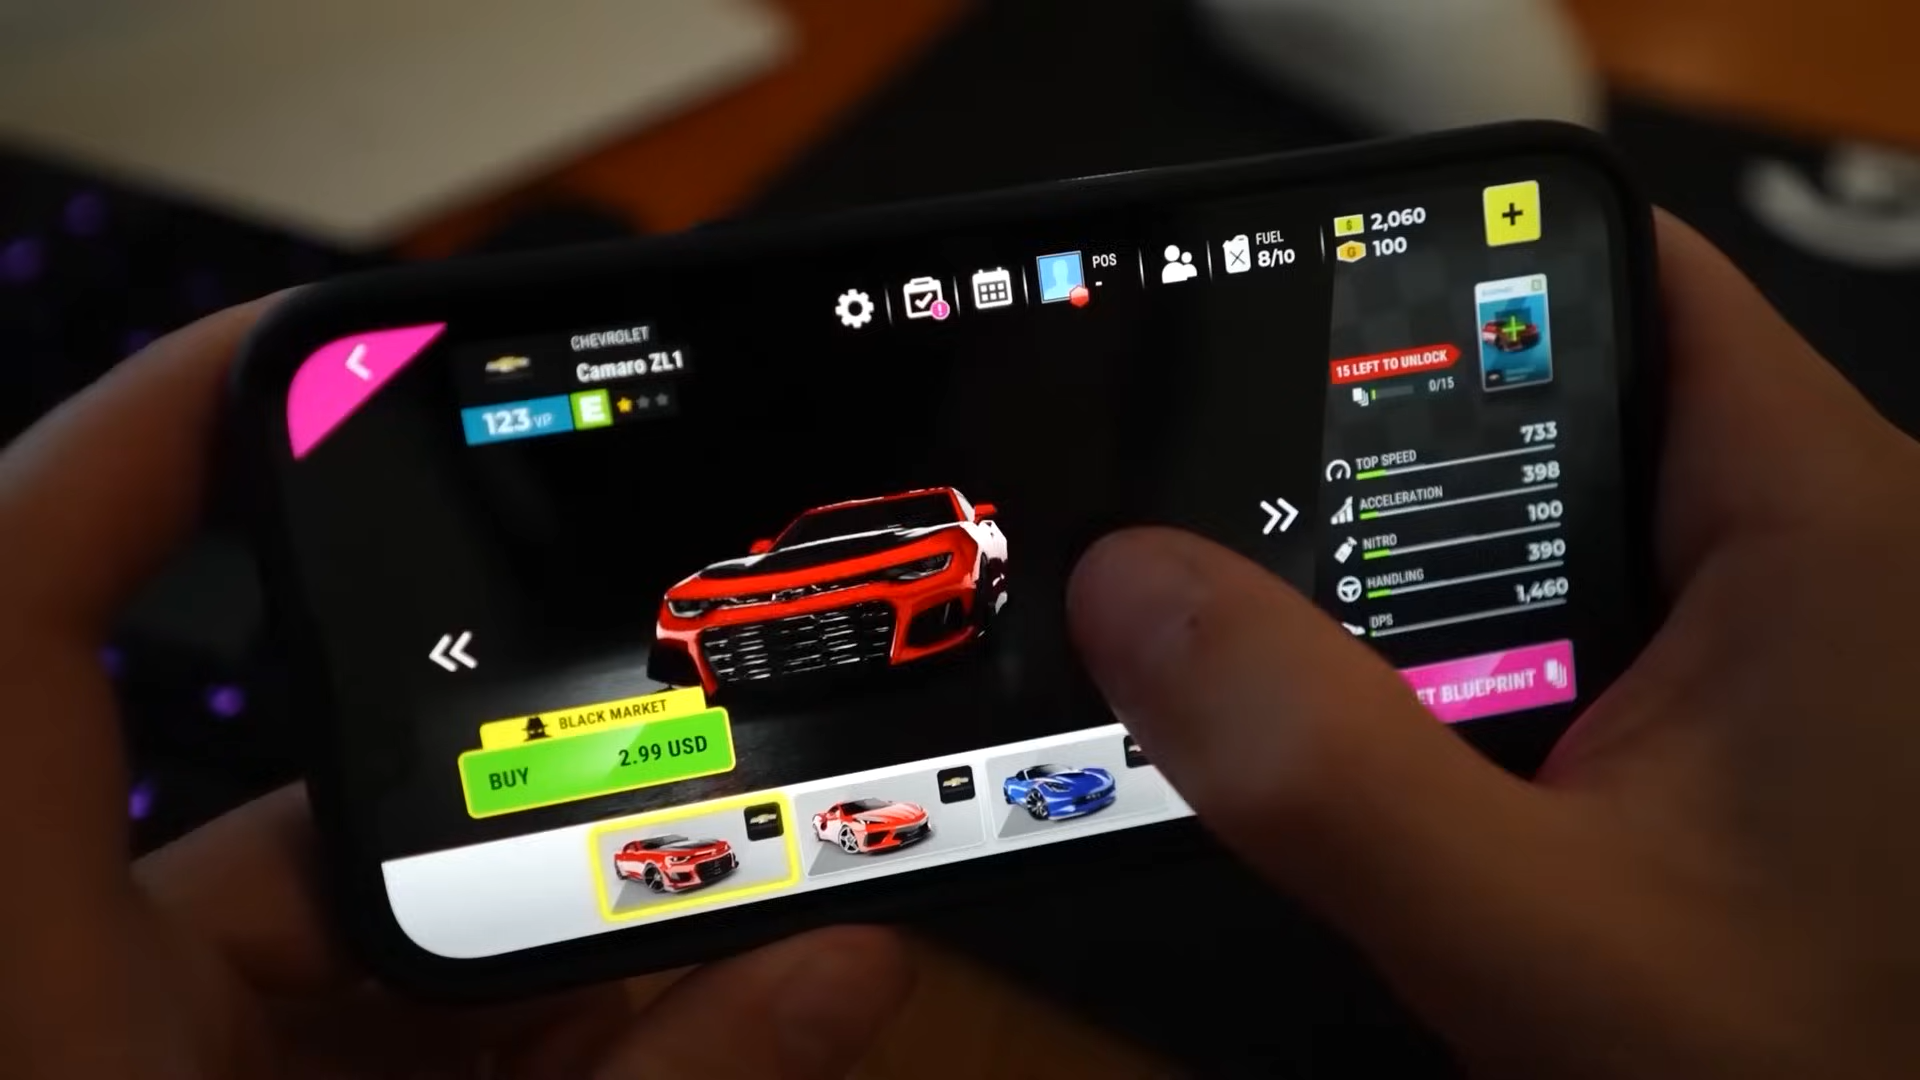 2,060
100
FUEL
8/10
POS
-
CHEVROLET
Camaro ZL1
123 VP
E
15 LEFT TO UNLOCK
0/15
733
TOP SPEED
398
ACCELERATION
100
NITRO
390
HANDLING
1,460
DPS
BLUEPRINT
BLACK MARKET
BUY 2.99 USD